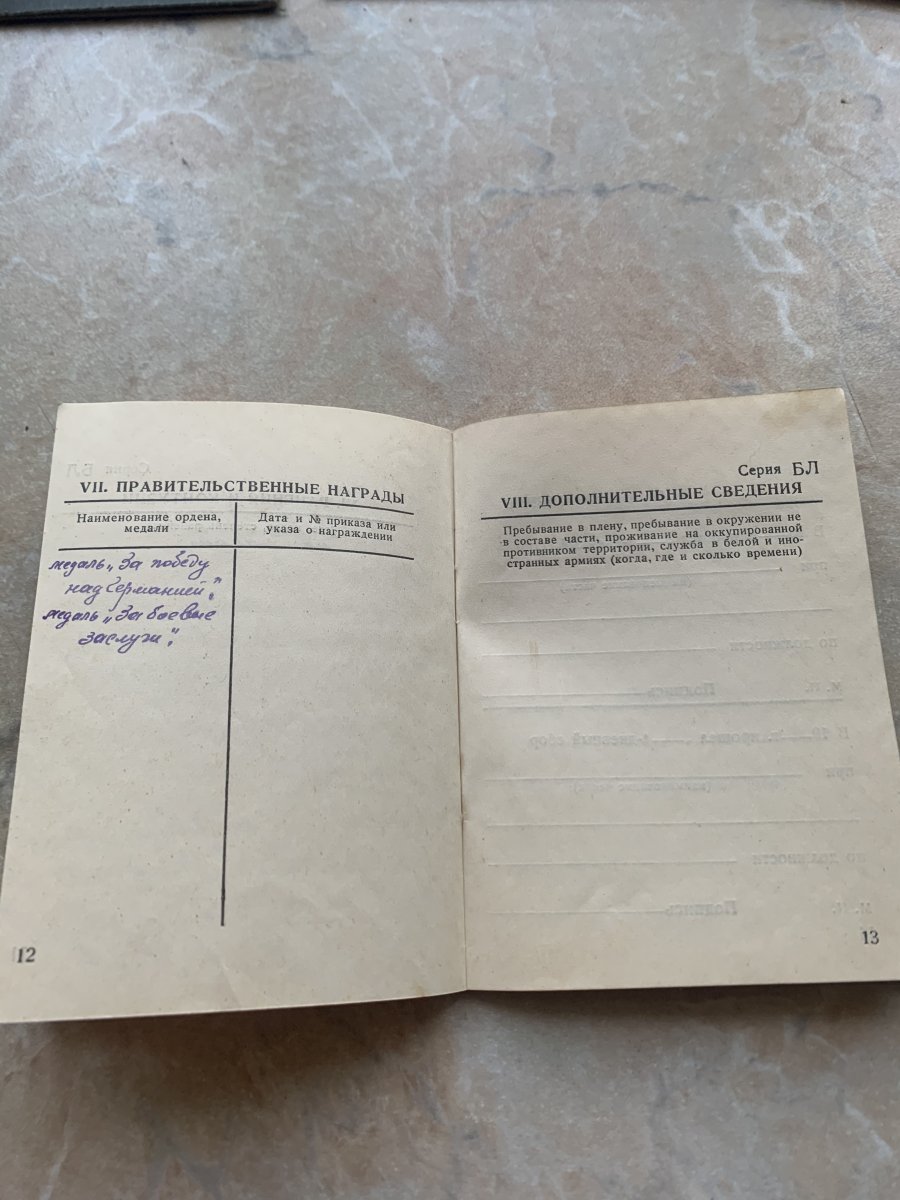 VII. ПРАВИТЕЛЬСТВЕННЫЕ НАГРАДЫ
Наименование ордена,
медали
Дата и № приказа или
указа о награждении
медаль „За победу
над Германией".
медаль „За боевые
заслуги".
12
Серия БЛ
VIII. ДОПОЛНИТЕЛЬНЫЕ СВЕДЕНИЯ
Пребывание в плену, пребывание в окружении не
в составе части, проживание на оккупированной
противником территории, служба в белой и ино-
странных армиях (когда, где и сколько времени)
13